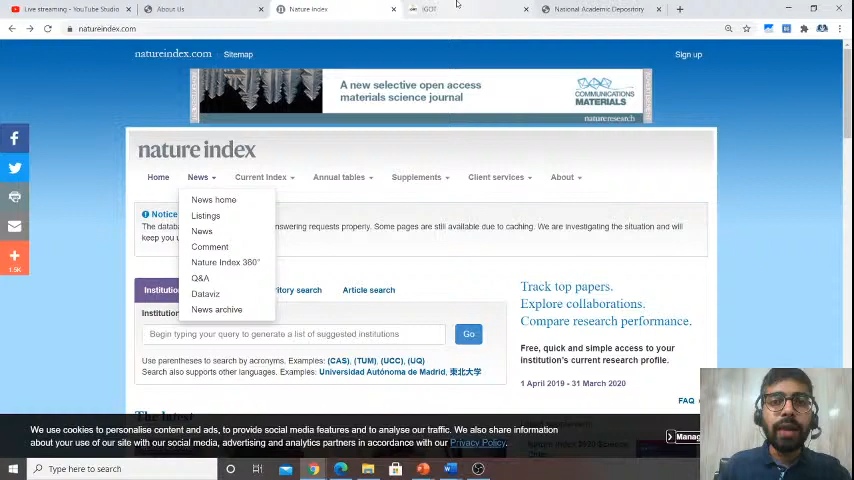 Live streaming - YouTube Studio
About Us
Nature Index
IGOT
National Academic Depository
natureindex.com
natureindex.com
Sitemap
Sign up
A new selective open access
materials science journal
COMMUNICATIONS
MATERIALS
natureresearch
nature index
Home
News
Current Index
Annual tables
Supplements
Client services
About
News home
Listings
News
Comment
Nature Index 360°
Q&A
Dataviz
News archive
Notice
The datab
answering requests properly. Some pages are still available due to caching. We are investigating the situation and will
keep you u
Institutio
itory search
Article search
Institution
Begin typing your query to generate a list of suggested institutions
Go
Use parentheses to search by acronyms. Examples: (CAS), (TUM), (UCC), (UQ)
Search also supports other languages. Examples: Universidad Autónoma de Madrid, 東北大学
Track top papers.
Explore collaborations.
Compare research performance.
Free, quick and simple access to your
institution's current research profile.
1 April 2019 - 31 March 2020
FAQ
The latest
We use cookies to personalise content and ads, to provide social media features and to analyse our traffic. We also share information
about your use of our site with our social media, advertising and analytics partners in accordance with our Privacy Policy.
Manag
1.5K
Type here to search